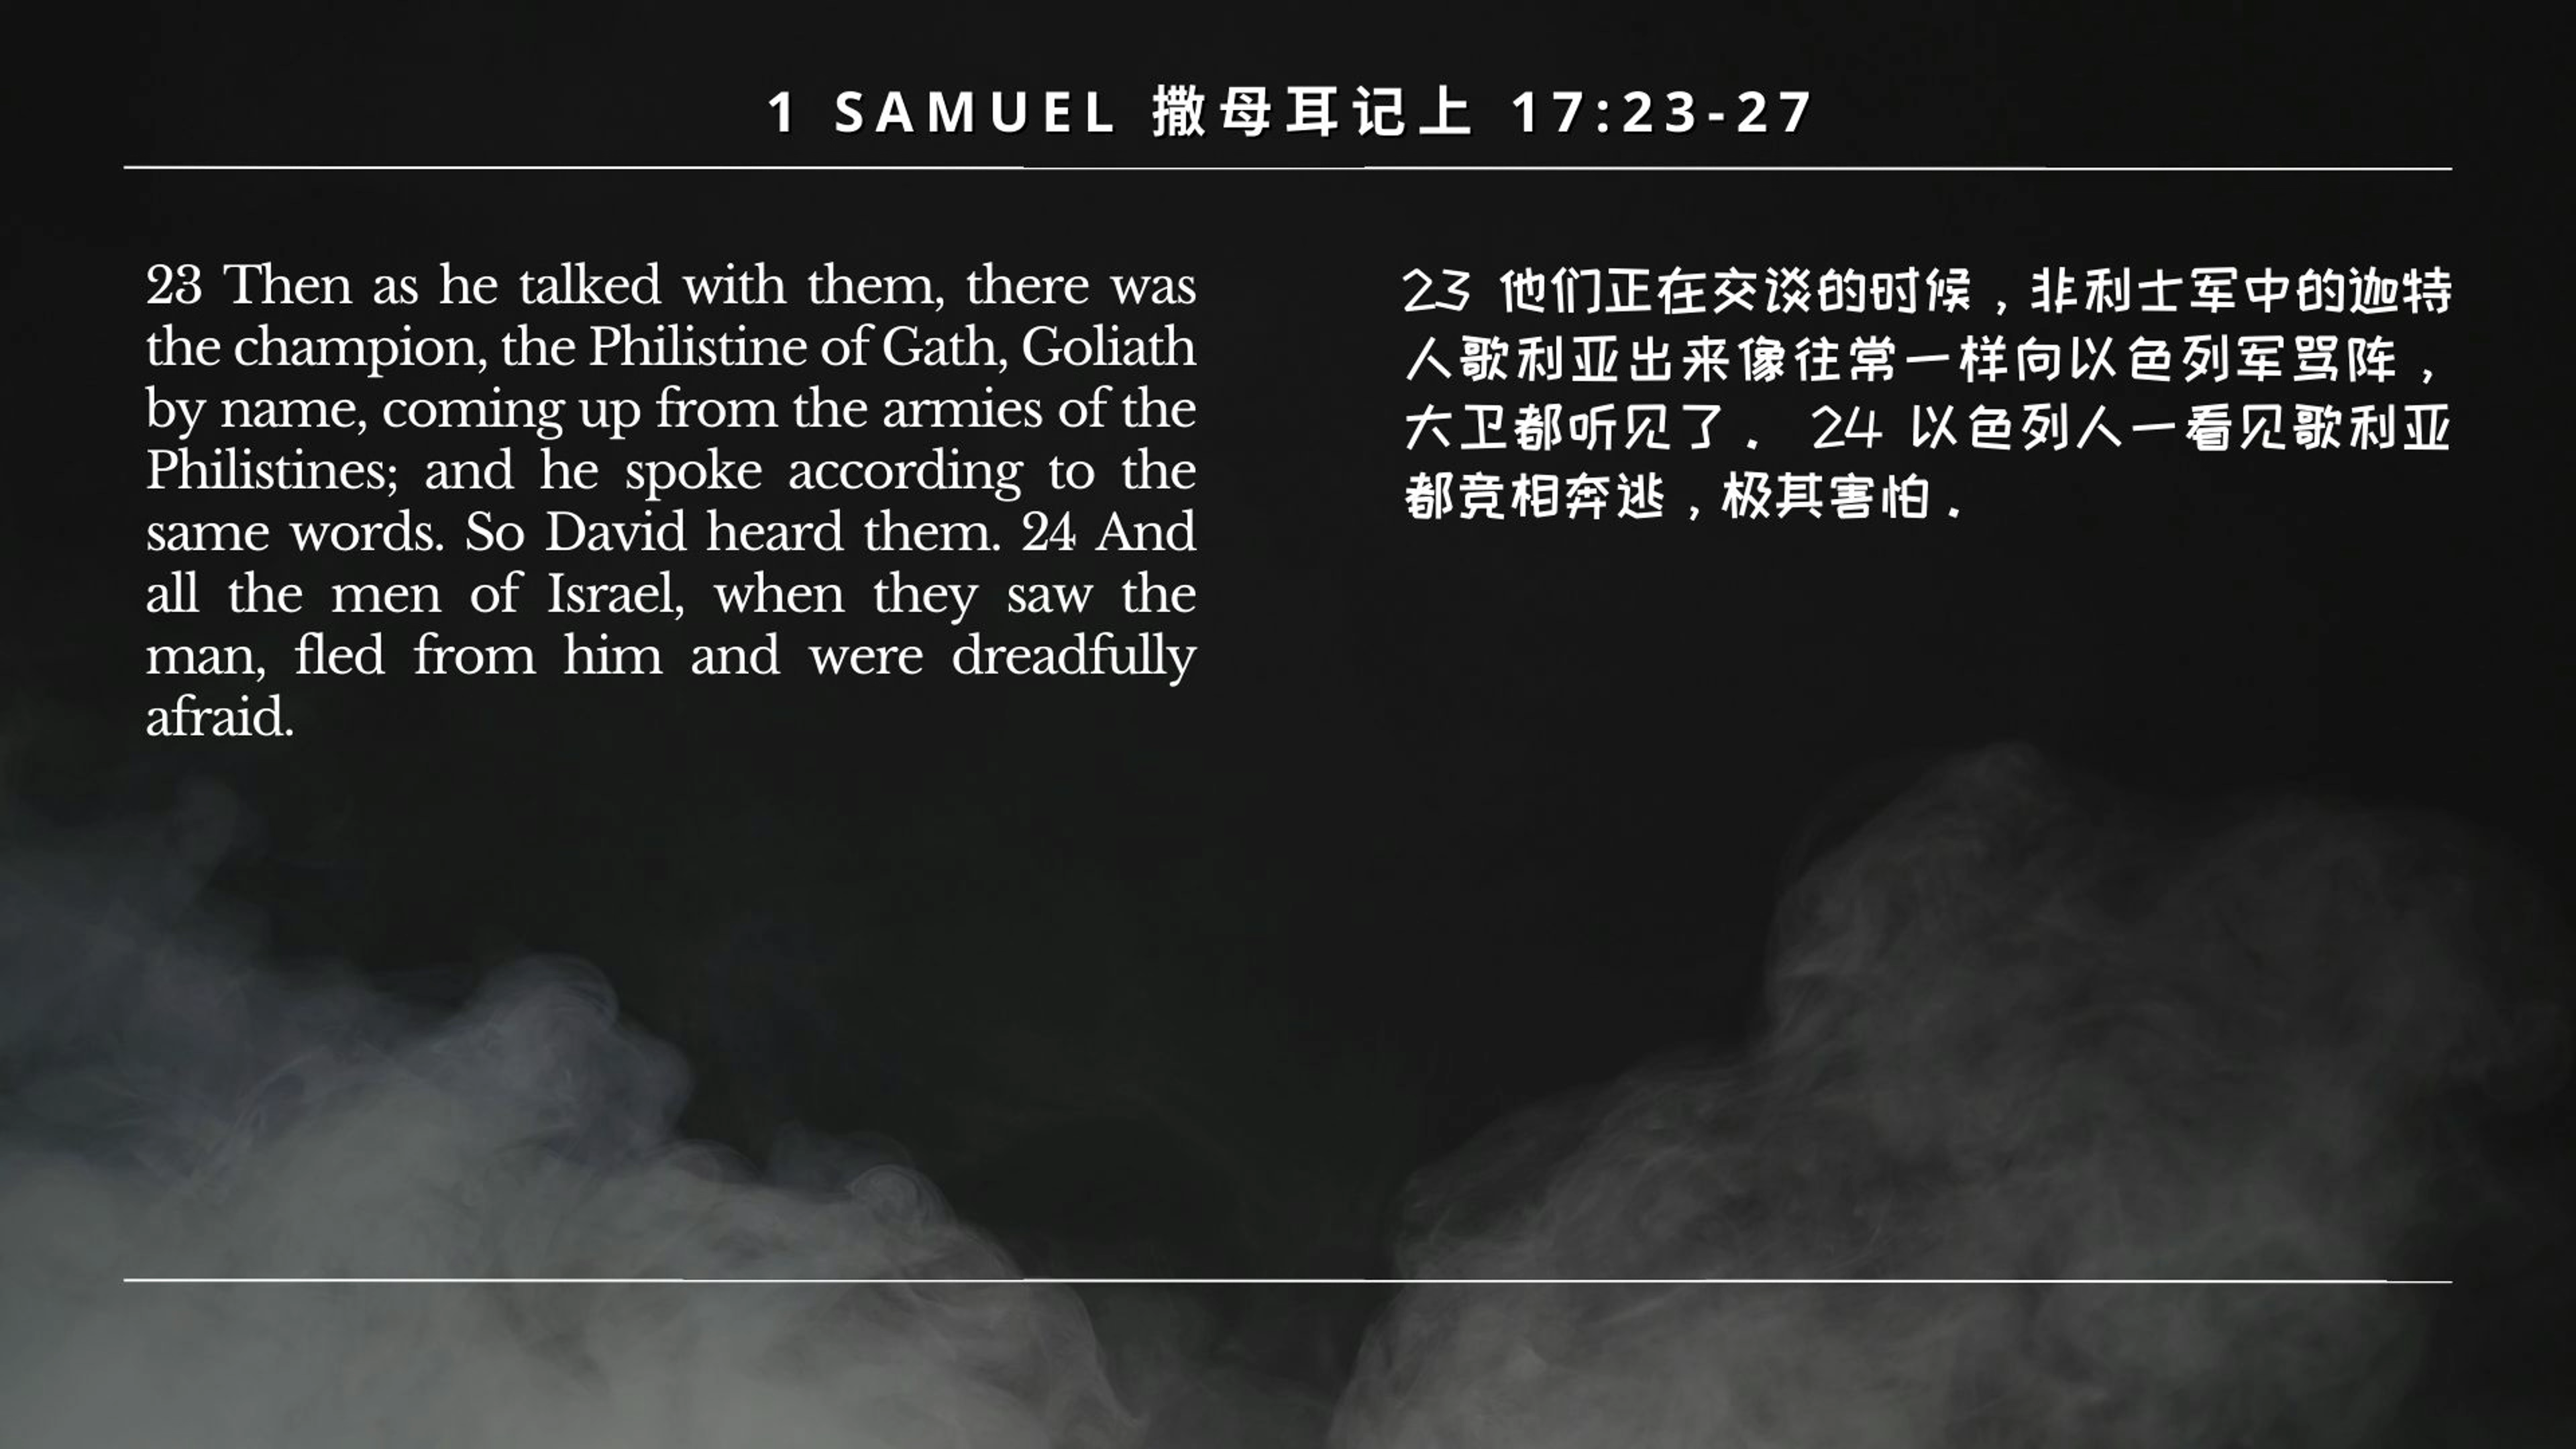 1 SAMUEL 撒母耳记上 17:23-27
23 Then as he talked with them, there was
the champion, the Philistine of Gath, Goliath
by name, coming up from the armies of the
Philistines; and he spoke according to the
same words. So David heard them. 24 And
all the men of Israel, when they saw the
man, fled from him and were dreadfully
afraid.
23 他们正在交谈的时候，非利士军中的迦特
人歌利亚出来像往常一样向以色列军骂阵，
大卫都听见了． 24 以色列人一看见歌利亚
都竞相奔逃，极其害怕．